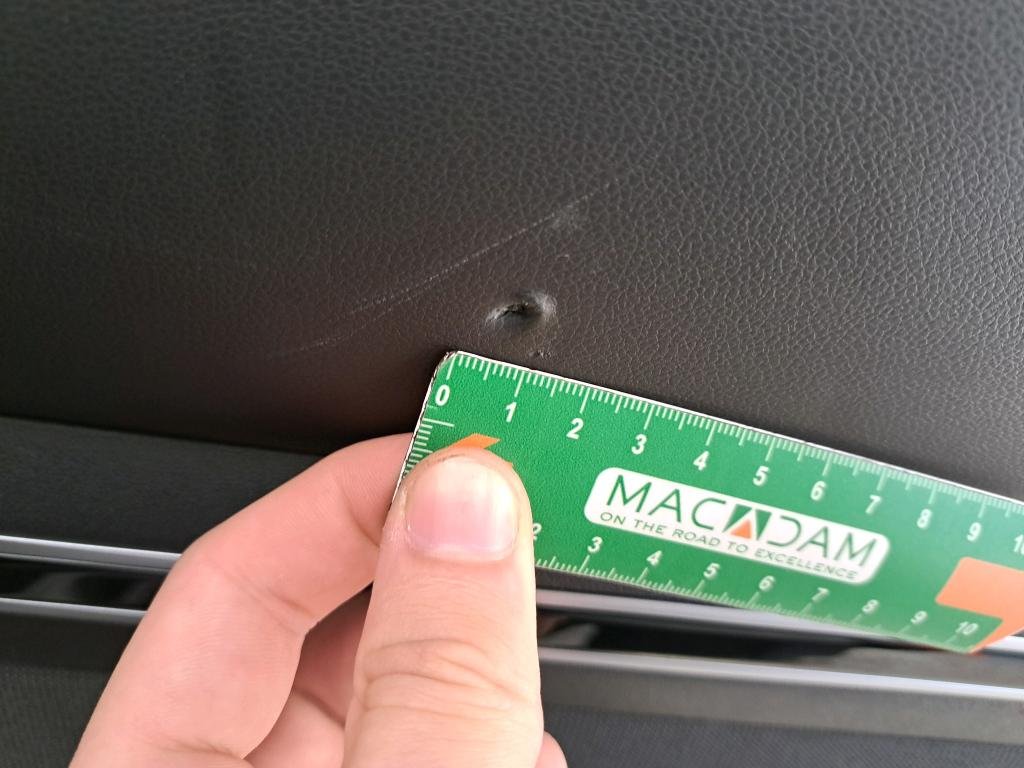 0 1 2 3 4 5 6 7 8 9
MACADAM
ON THE ROAD TO EXCELLENCE
2 3 4 5 6 7 8 9 10